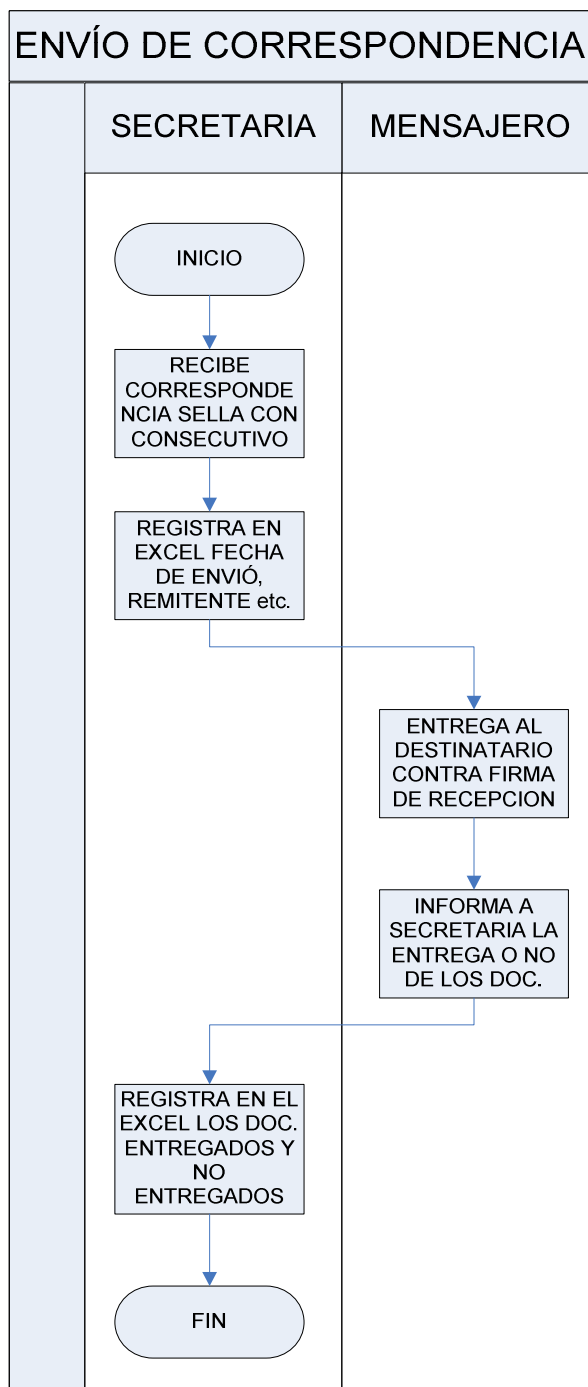 ENVÍO DE CORRESPONDENCIA
SECRETARIA
MENSAJERO
INICIO
RECIBE
CORRESPONDE
NCIA SELLA CON
CONSECUTIVO
REGISTRA EN
EXCEL FECHA
DE ENVIÓ,
REMITENTE etc.
ENTREGA AL
DESTINATARIO
CONTRA FIRMA
DE RECEPCION
INFORMA A
SECRETARIA LA
ENTREGA O NO
DE LOS DOC.
REGISTRA EN EL
EXCEL LOS DOC.
ENTREGADOS Y
NO
ENTREGADOS
FIN